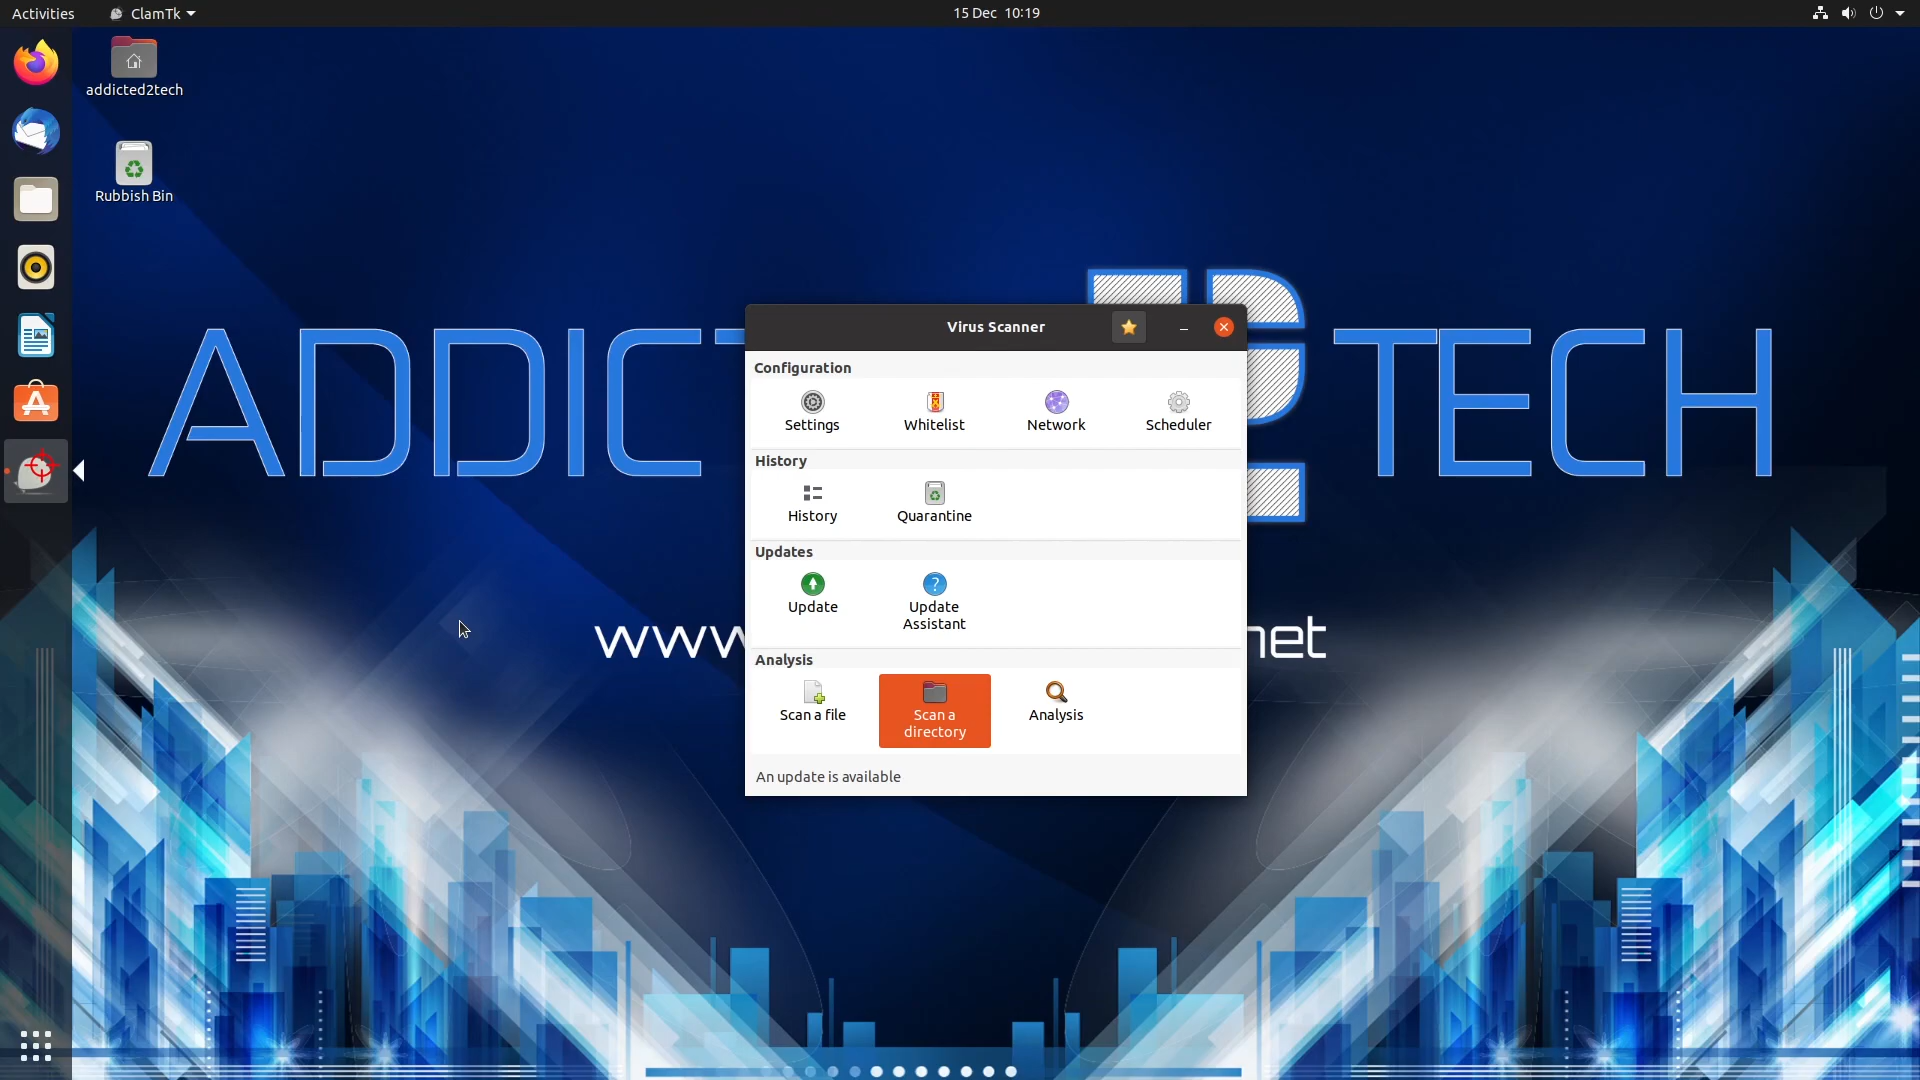 Activities
ClamTk
15 Dec 10:19
addicted2tech
Rubbish Bin
ADDICT
TECH
www
net
Virus Scanner
Configuration
Settings
Whitelist
Network
Scheduler
History
History
Quarantine
Updates
Update
Update
Assistant
Analysis
Scan a file
Scan a
directory
Analysis
An update is available